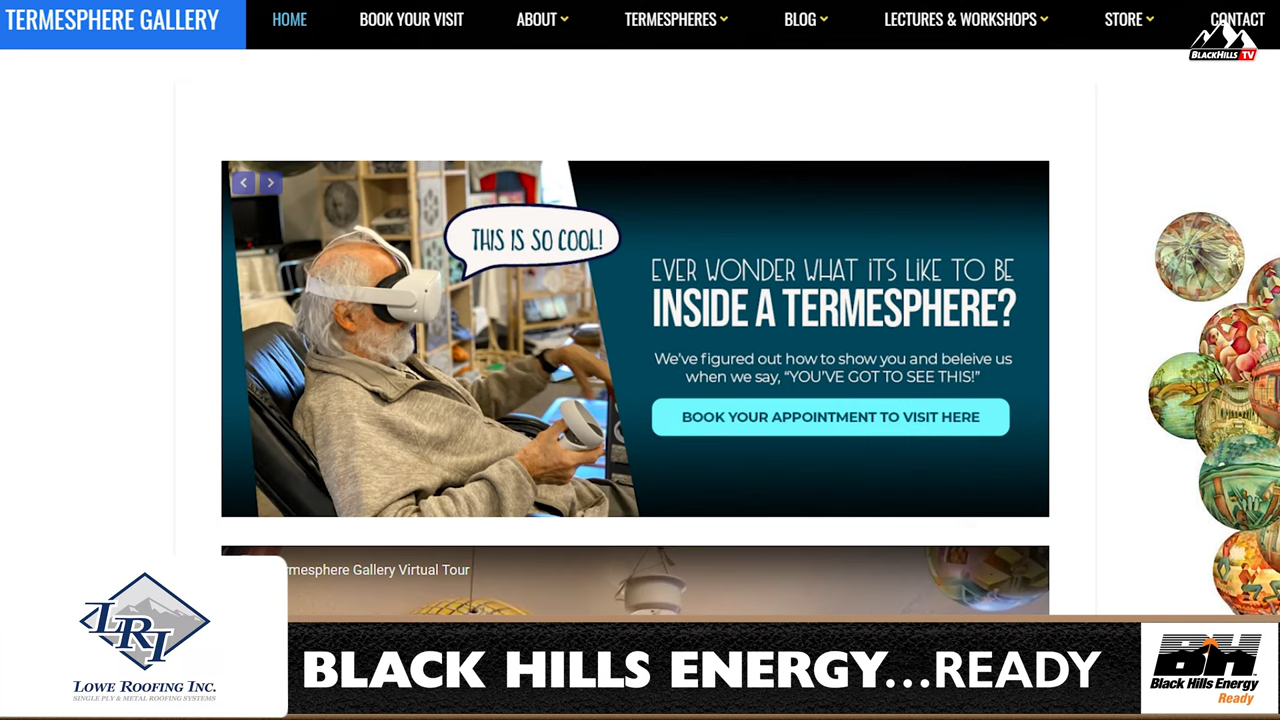 TERMESPHERE GALLERY
HOME
BOOK YOUR VISIT
ABOUT
TERMESPHERES
BLOG
LECTURES & WORKSHOPS
STORE
CONTACT
BLACKHILLS TV
THIS IS SO COOL!
EVER WONDER WHAT ITS LIKE TO BE
INSIDE A TERMESPHERE?
We've figured out how to show you and beleive us
when we say, “YOU'VE GOT TO SEE THIS!”
BOOK YOUR APPOINTMENT TO VISIT HERE
rmesphere Gallery Virtual Tour
LRI
LOWE ROOFING INC.
SINGLE PLY & METAL ROOFING SYSTEMS
BLACK HILLS ENERGY...READY
BH
Black Hills Energy
Ready